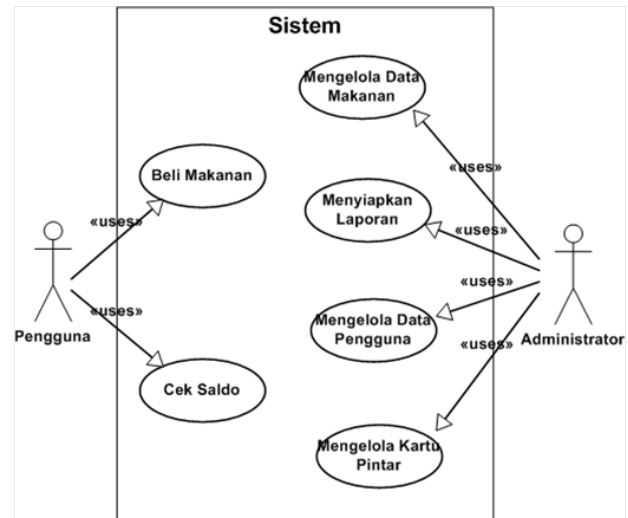 Sistem
Mengelola Data
Makanan
Beli Makanan
«uses»
«uses»
Menyiapkan
Laporan
«uses»
«uses»
Pengguna
«uses»
Mengelola Data
Pengguna
«uses»
Administrator
Cek Saldo
Mengelola Kartu
Pintar